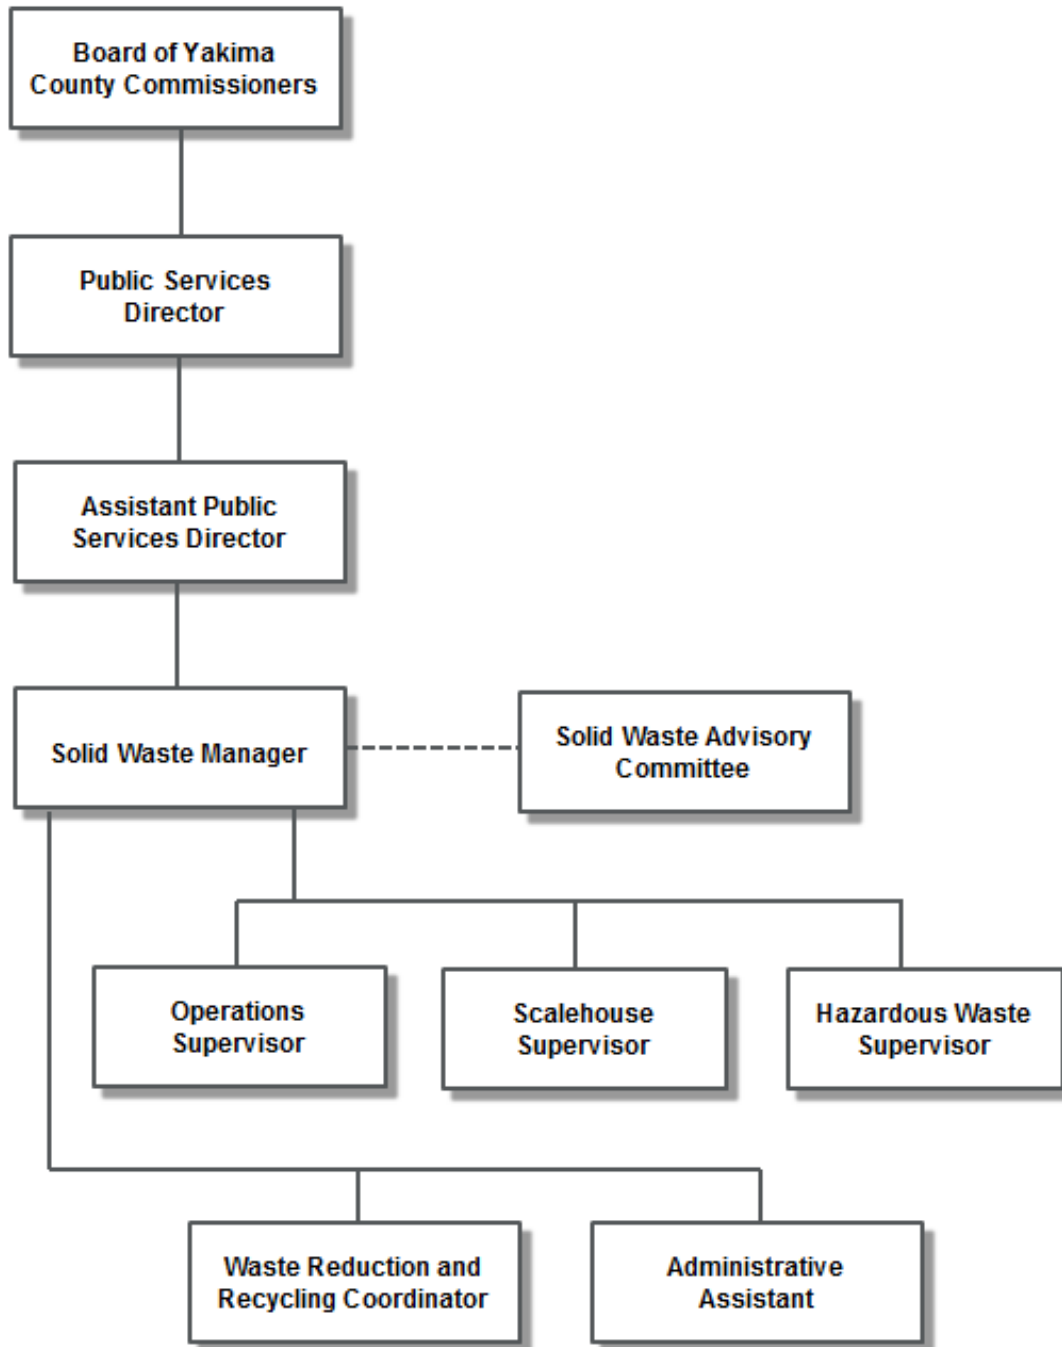 Board of Yakima
County Commissioners
Public Services
Director
Assistant Public
Services Director
Solid Waste Manager
Solid Waste Advisory
Committee
Operations
Supervisor
Scalehouse
Supervisor
Hazardous Waste
Supervisor
Waste Reduction and
Recycling Coordinator
Administrative
Assistant